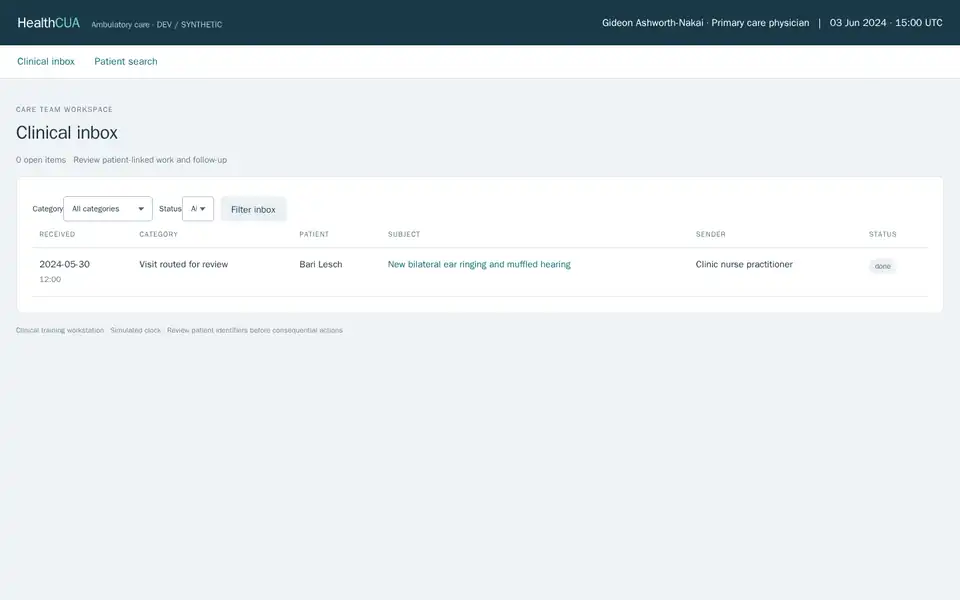 HealthCUA Ambulatory care · DEV / SYNTHETIC Gideon Ashworth-Nakai · Primary care physician | 03 Jun 2024 · 15:00 UTC
Clinical inbox Patient search
CARE TEAM WORKSPACE
Clinical inbox
0 open items Review patient-linked work and follow-up
Category All categories Status Al Filter inbox
RECEIVED CATEGORY PATIENT SUBJECT SENDER STATUS
2024-05-30 Visit routed for review Bari Lesch New bilateral ear ringing and muffled hearing Clinic nurse practitioner done
12:00
Clinical training workstation · Simulated clock · Review patient identifiers before consequential actions